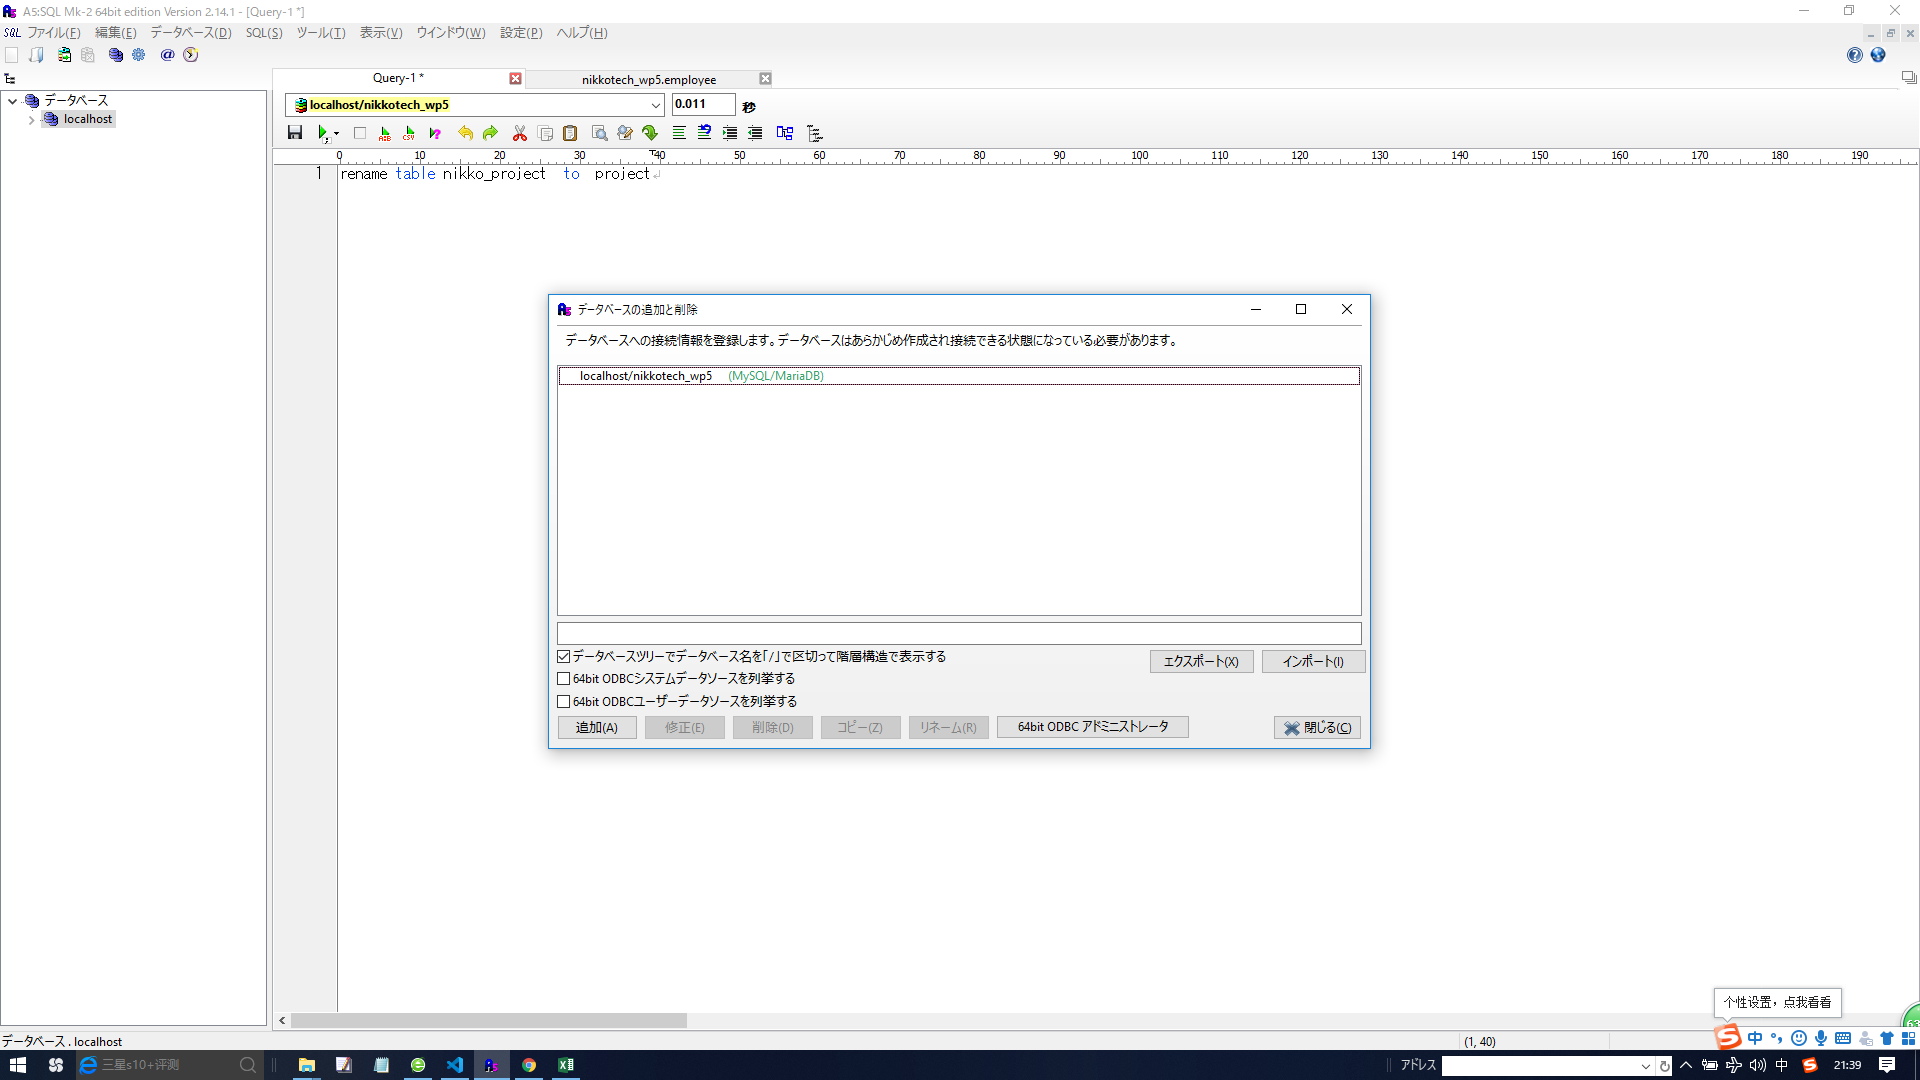 A5:SQL Mk-2 64bit edition Version 2.14.1 - [Query-1 *]
SQL ファイル(F) 編集(E) データベース(D) SQL(S) ツール(T) 表示(V) ウインドウ(W) 設定(P) ヘルプ(H)
Query-1 * nikkotech_wp5.employee
データベース
localhost
localhost/nikkotech_wp5 0.011 秒
0 10 20 30 40 50 60 70 80 90 100 110 120 130 140 150 160 170 180 190
1 rename table nikko_project to project
データベースの追加と削除
データベースへの接続情報を登録します。データベースはあらかじめ作成され接続できる状態になっている必要があります。
localhost/nikkotech_wp5 (MySQL/MariaDB)
データベースツリーでデータベース名を「/」で区切って階層構造で表示する
エクスポート(X) インポート(I)
64bit ODBCシステムデータソースを列挙する
64bit ODBCユーザーデータソースを列挙する
追加(A) 修正(E) 削除(D) コピー(Z) リネーム(R) 64bit ODBC アドミニストレータ 閉じる(C)
个性设置，点我看看
中
データベース . localhost
(1, 40)
三星s10+评测
アドレス
中
21:39